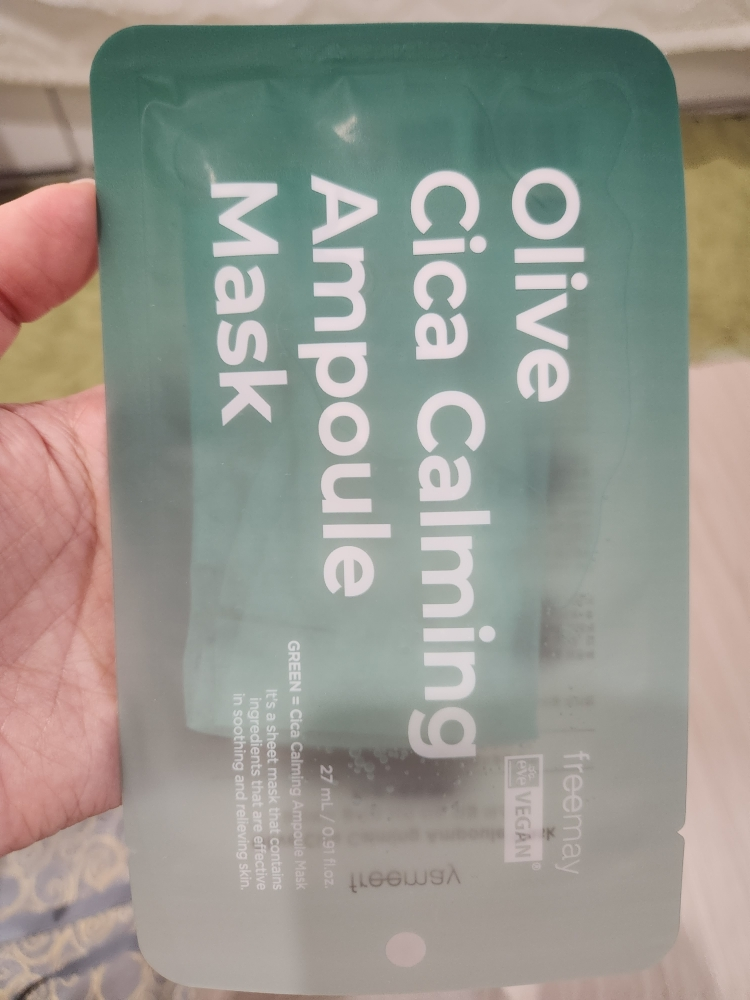 Olive
Cica Calming
Ampoule
Mask
freemay
eve
VEGAN
27 mL / 0.91 fl.oz.
GREEN = Cica Calming Ampoule Mask
It's a sheet mask that contains
ingredients that are effective
in soothing and relieving skin.
freemay